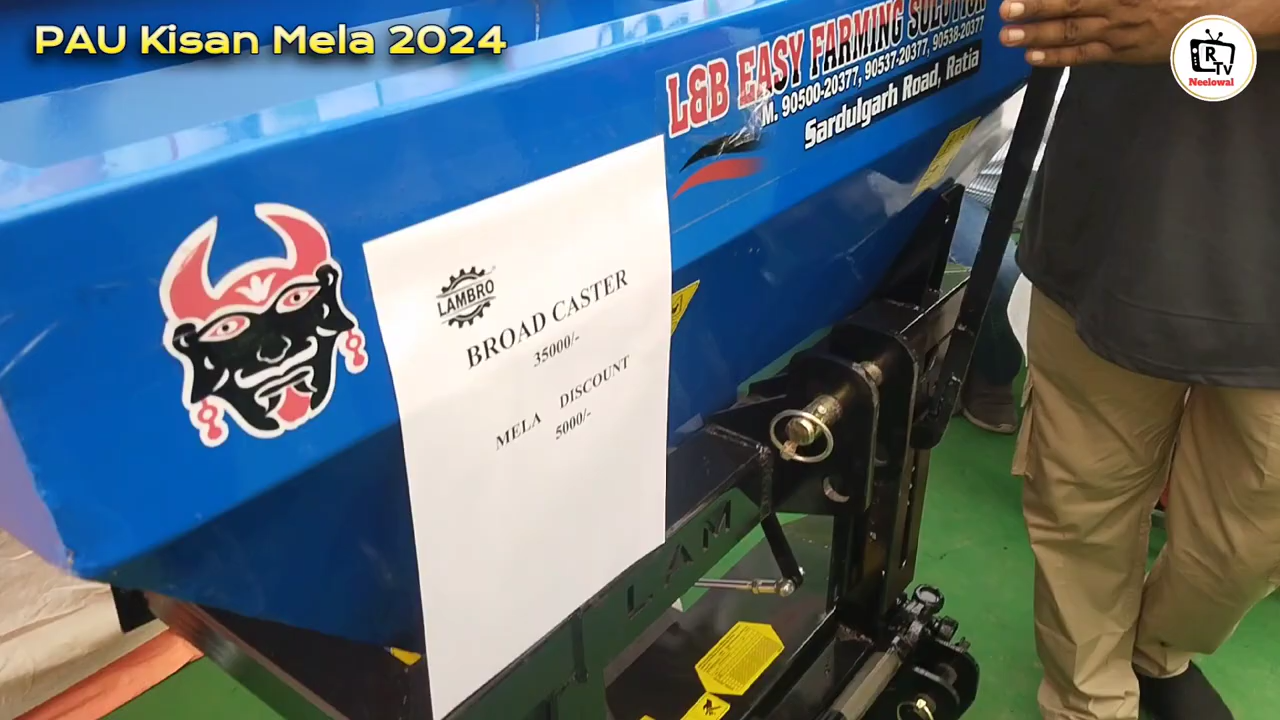 PAU Kisan Mela 2024
RTV
Neelowal
L&B EASY FARMING SOLUTION
M. 90500-20377, 90537-20377, 90538-20377
Sardulgarh Road, Ratia
LAMBRO
BROAD CASTER
35000/-
MELA DISCOUNT
5000/-
LAM